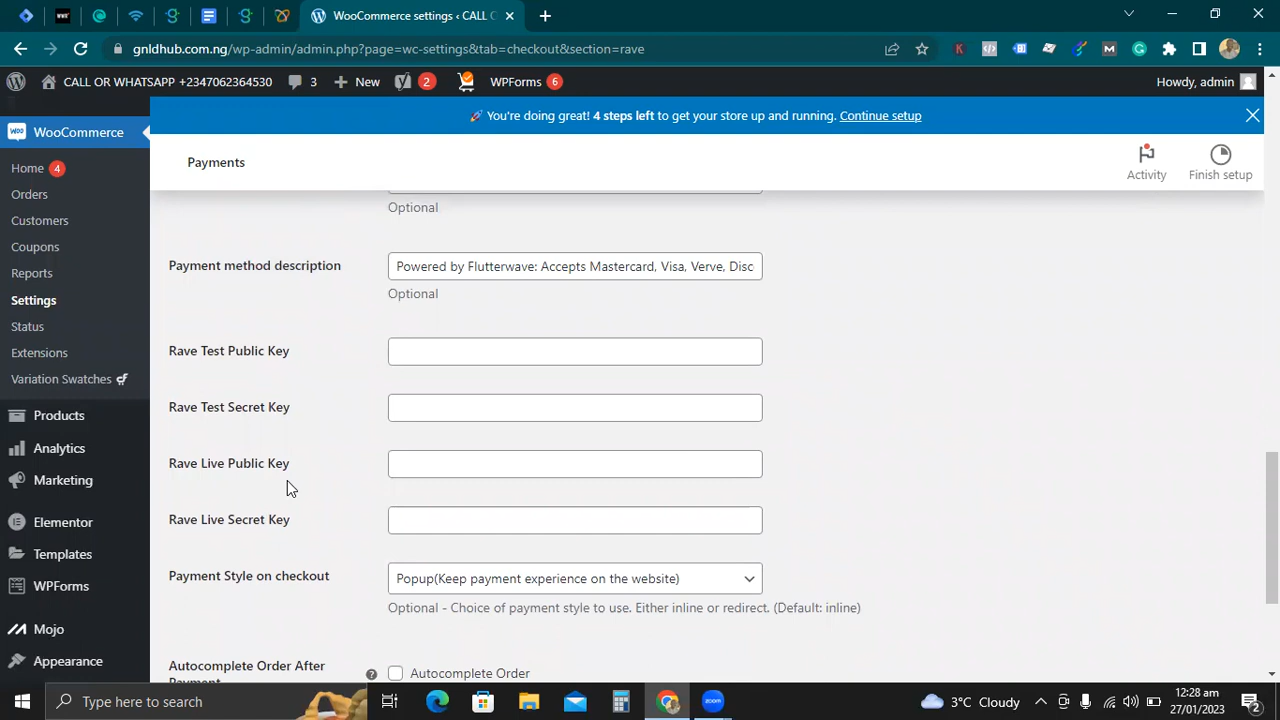 WooCommerce settings ‹ CALL C
gnldhub.com.ng/wp-admin/admin.php?page=wc-settings&tab=checkout&section=rave
CALL OR WHATSAPP +2347062364530
3
New
2
WPForms
6
Howdy, admin
You're doing great! 4 steps left to get your store up and running. Continue setup
WooCommerce
Home 4
Orders
Customers
Coupons
Reports
Settings
Status
Extensions
Variation Swatches
Products
Analytics
Marketing
Elementor
Templates
WPForms
Mojo
Appearance
Payments
Activity
Finish setup
Optional
Payment method description
Powered by Flutterwave: Accepts Mastercard, Visa, Verve, Disc
Optional
Rave Test Public Key
Rave Test Secret Key
Rave Live Public Key
Rave Live Secret Key
Payment Style on checkout
Popup(Keep payment experience on the website)
Optional - Choice of payment style to use. Either inline or redirect. (Default: inline)
Autocomplete Order After
Payment
Autocomplete Order
Type here to search
zoom
3°C Cloudy
12:28 am
27/01/2023
2